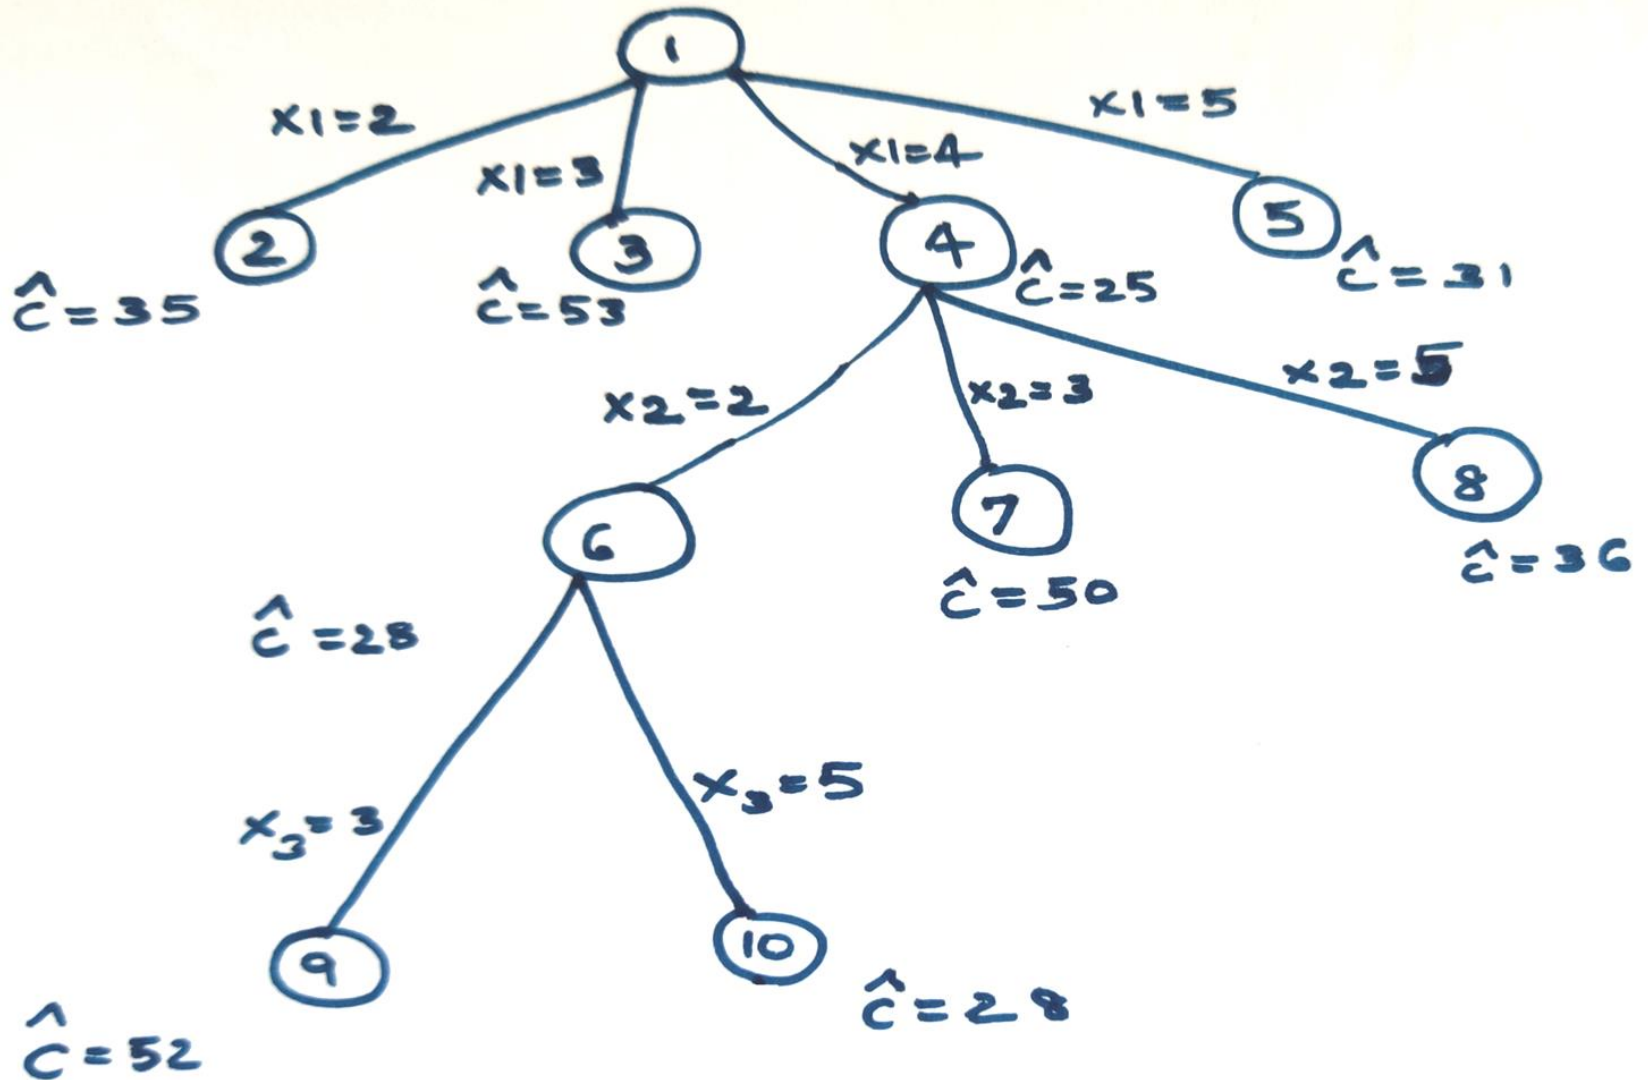 1
x1=2
x1=3
x1=4
x1=5
2
3
4
5
ĉ=35
ĉ=53
ĉ=25
ĉ=31
x2=2
x2=3
x2=5
6
7
8
ĉ=28
ĉ=50
ĉ=36
x₃=3
x₃=5
9
10
ĉ=52
ĉ=28